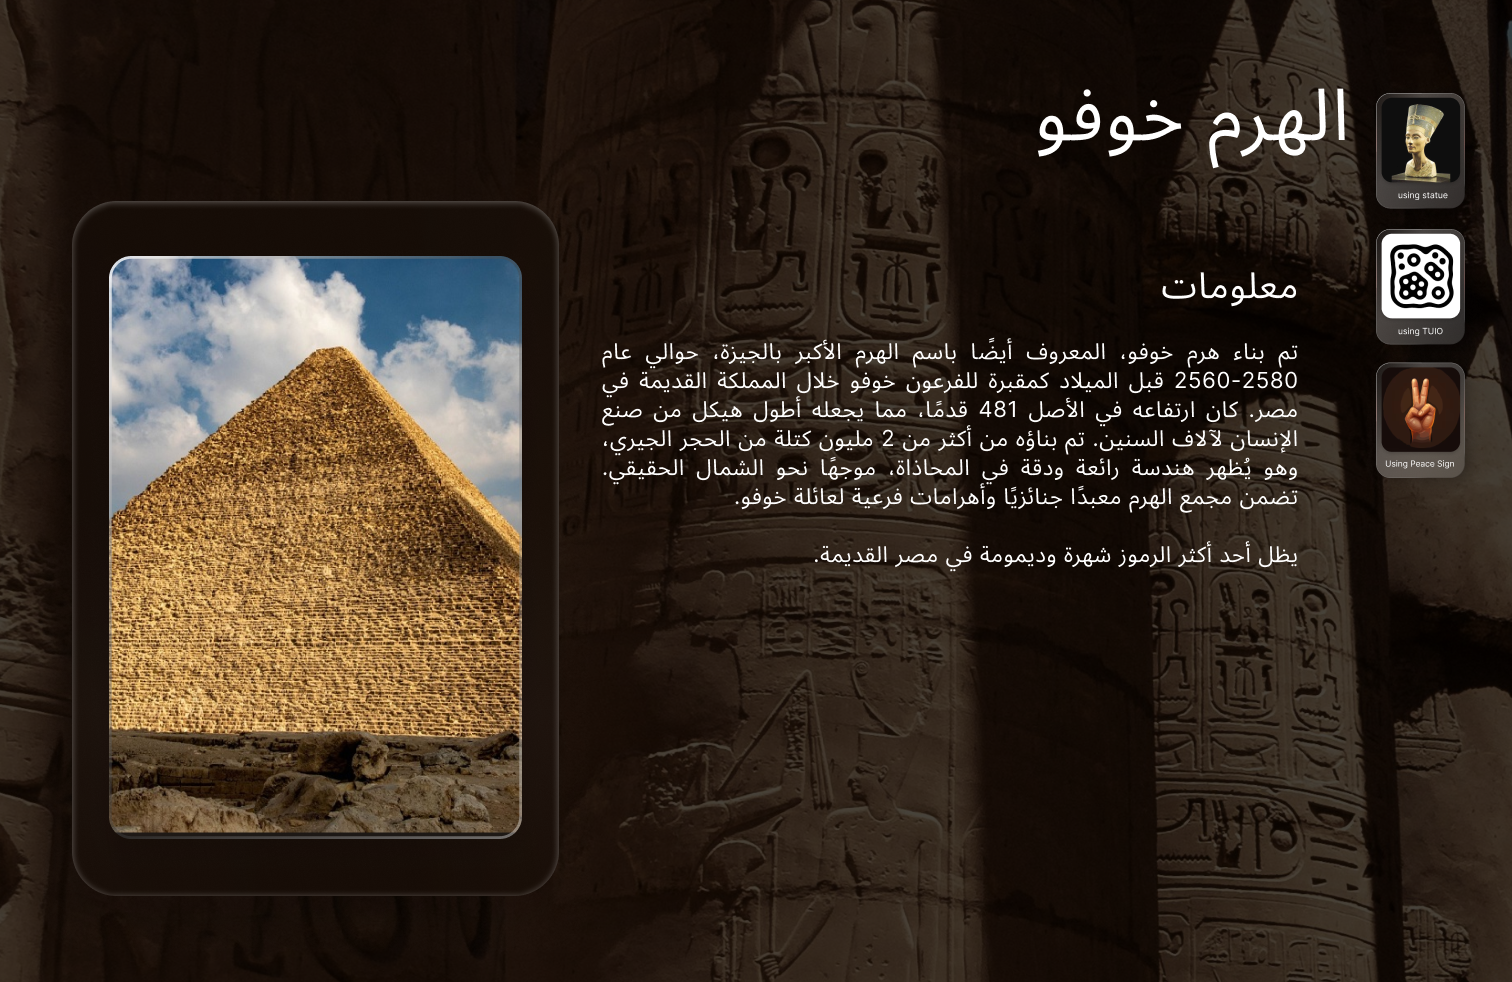 الهرم خوفو
معلومات
تم بناء هرم خوفو، المعروف أيضًا باسم الهرم الأكبر بالجيزة، حوالي عام
2580-2560 قبل الميلاد كمقبرة للفرعون خوفو خلال المملكة القديمة في
مصر. كان ارتفاعه في الأصل 481 قدمًا، مما يجعله أطول هيكل من صنع
الإنسان لآلاف السنين. تم بناؤه من أكثر من 2 مليون كتلة من الحجر الجيري،
وهو يُظهر هندسة رائعة ودقة في المحاذاة، موجهًا نحو الشمال الحقيقي.
تضمن مجمع الهرم معبدًا جنائزيًا وأهرامات فرعية لعائلة خوفو.
يظل أحد أكثر الرموز شهرة وديمومة في مصر القديمة.
using statue
using TUIO
Using Peace Sign